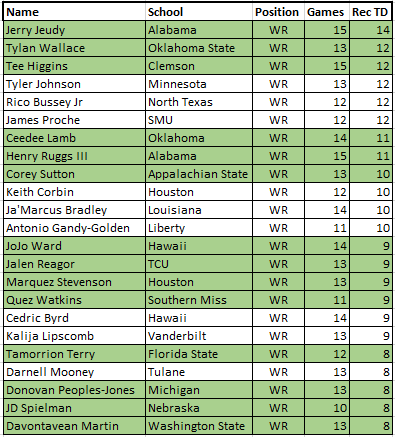 Name School Position Games Rec TD
Jerry Jeudy Alabama WR 15 14
Tylan Wallace Oklahoma State WR 13 12
Tee Higgins Clemson WR 15 12
Tyler Johnson Minnesota WR 13 12
Rico Bussey Jr North Texas WR 12 12
James Proche SMU WR 12 12
Ceedee Lamb Oklahoma WR 14 11
Henry Ruggs III Alabama WR 15 11
Corey Sutton Appalachian State WR 13 10
Keith Corbin Houston WR 12 10
Ja'Marcus Bradley Louisiana WR 14 10
Antonio Gandy-Golden Liberty WR 11 10
JoJo Ward Hawaii WR 14 9
Jalen Reagor TCU WR 13 9
Marquez Stevenson Houston WR 13 9
Quez Watkins Southern Miss WR 11 9
Cedric Byrd Hawaii WR 14 9
Kalija Lipscomb Vanderbilt WR 13 9
Tamorrion Terry Florida State WR 12 8
Darnell Mooney Tulane WR 13 8
Donovan Peoples-Jones Michigan WR 13 8
JD Spielman Nebraska WR 10 8
Davontavean Martin Washington State WR 13 8